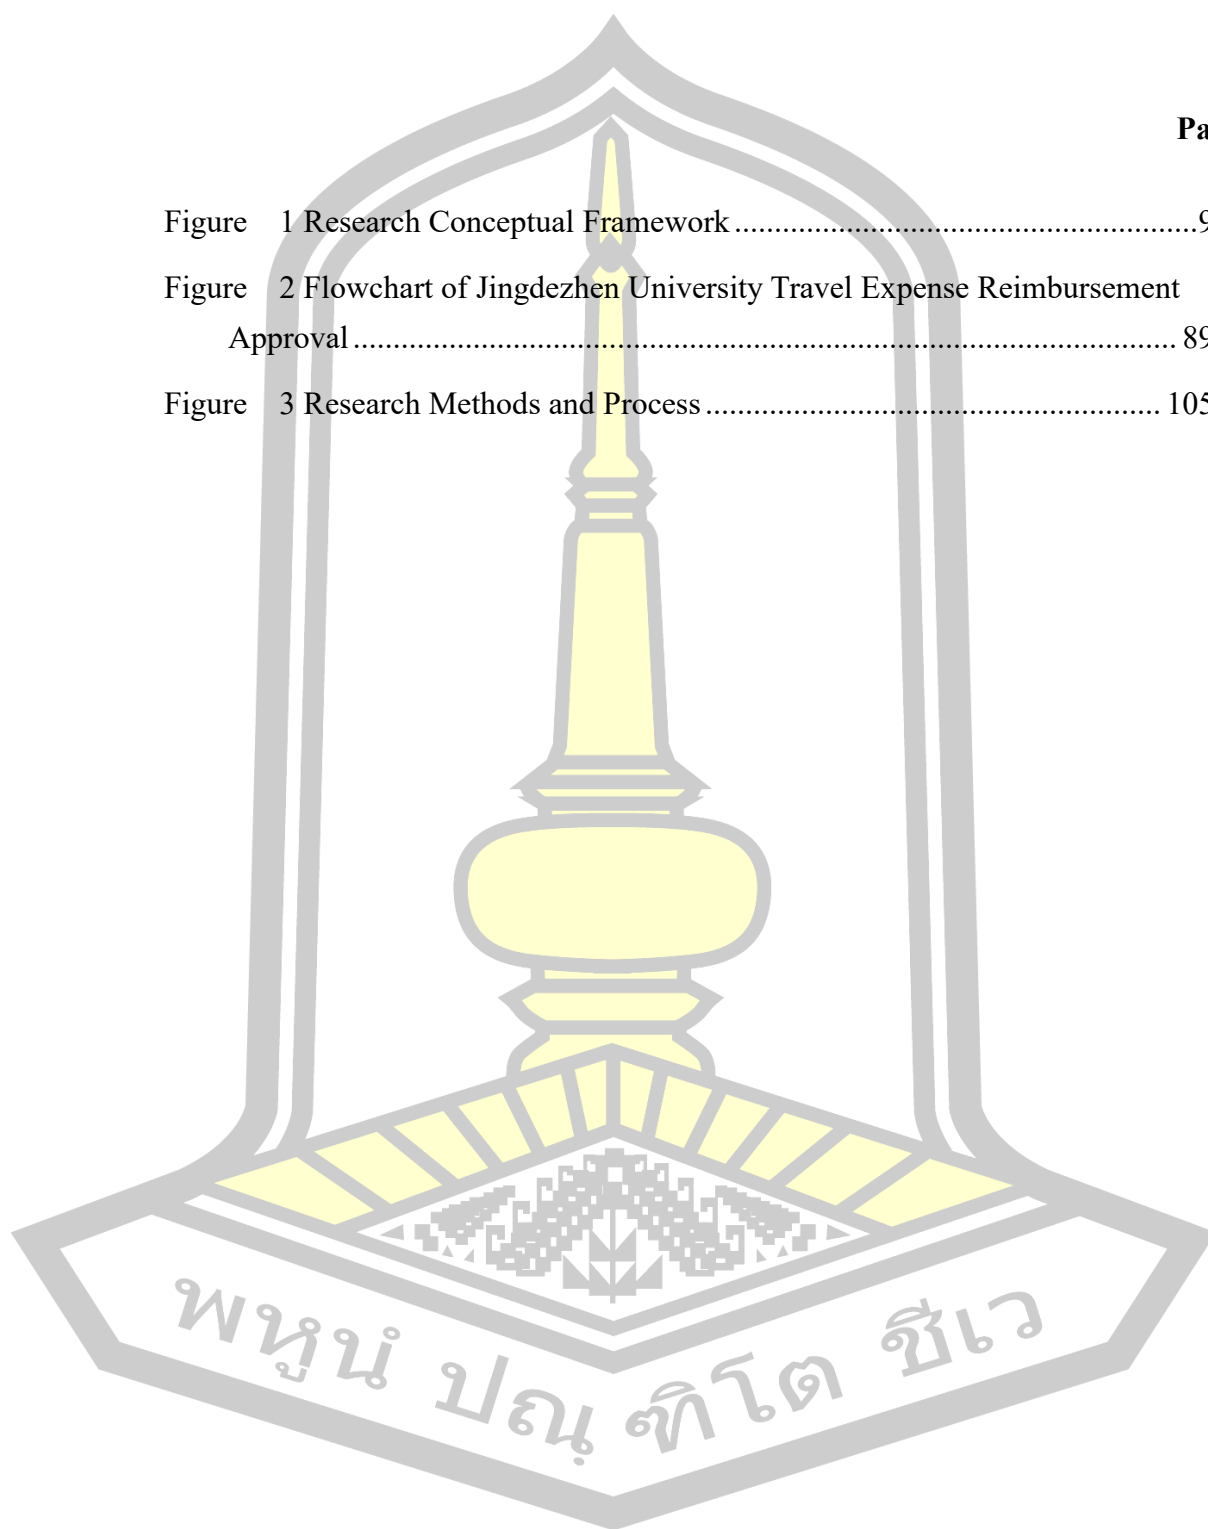 Pa
Figure 1 Research Conceptual Framework..........................................................9
Figure 2 Flowchart of Jingdezhen University Travel Expense Reimbursement
Approval....................................................................................................... 89
Figure 3 Research Methods and Process......................................................... 105
พหูนํ ปณฺฑิโต ชีเว